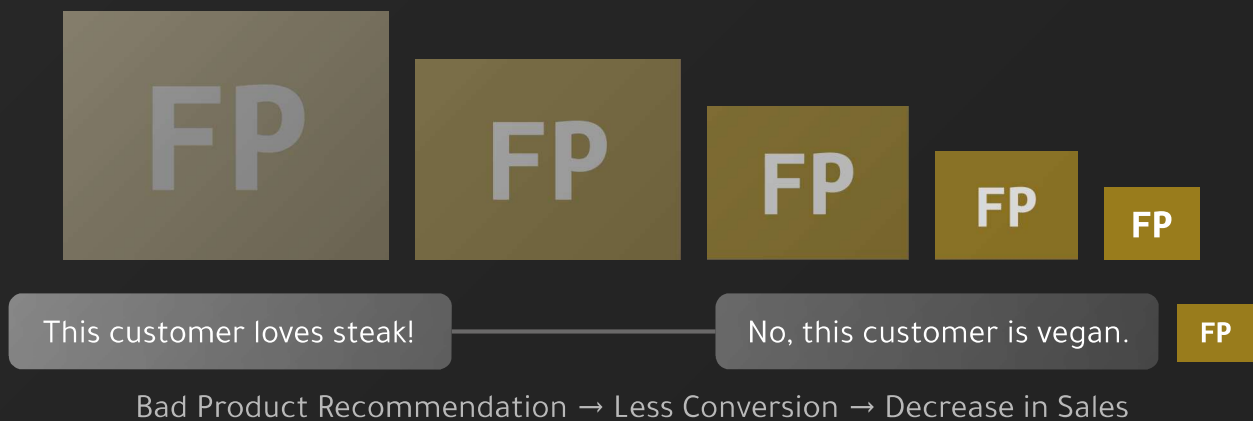 FP FP FP FP FP
This customer loves steak! No, this customer is vegan. FP
Bad Product Recommendation → Less Conversion → Decrease in Sales